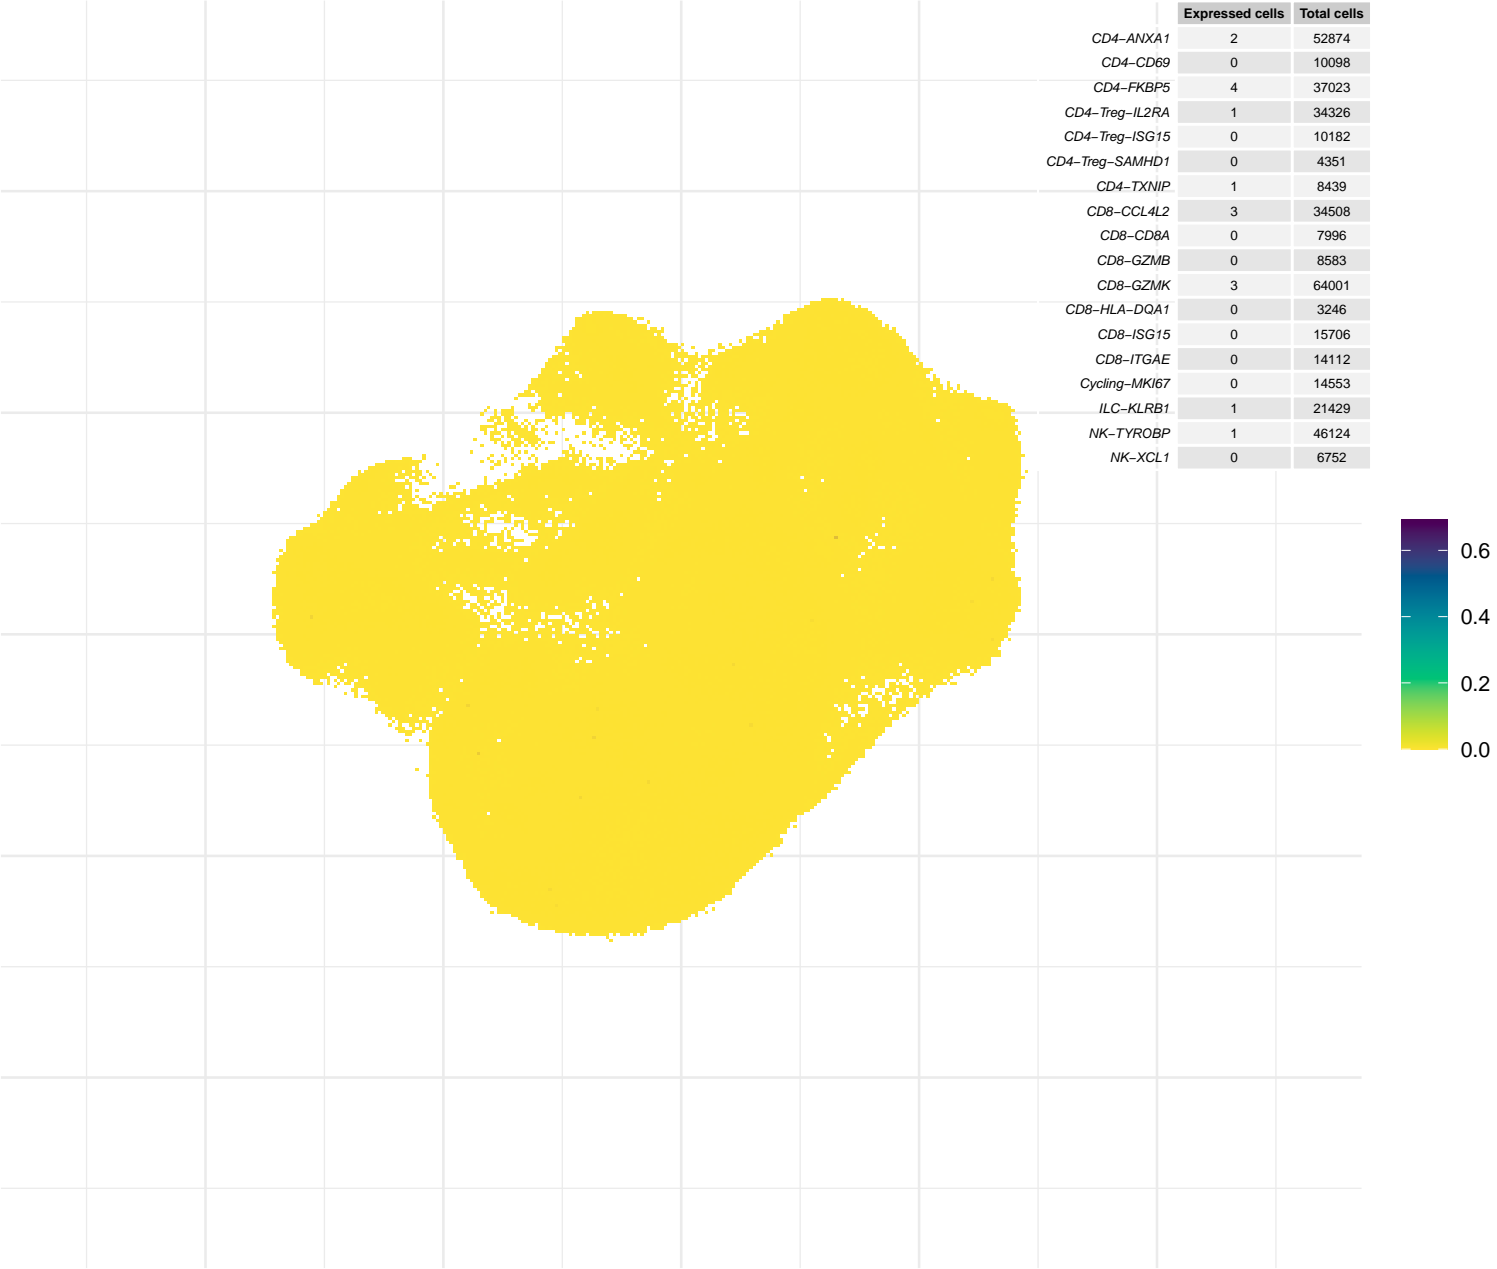 Expressed cells Total cells
CD4−ANXA1 2 52874
CD4−CD69 0 10098
CD4−FKBP5 4 37023
CD4−Treg−IL2RA 1 34326
CD4−Treg−ISG15 0 10182
CD4−Treg−SAMHD1 0 4351
CD4−TXNIP 1 8439
CD8−CCL4L2 3 34508
CD8−CD8A 0 7996
CD8−GZMB 0 8583
CD8−GZMK 3 64001
CD8−HLA−DQA1 0 3246
CD8−ISG15 0 15706
CD8−ITGAE 0 14112
Cycling−MKI67 0 14553
ILC−KLRB1 1 21429
NK−TYROBP 1 46124
NK−XCL1 0 6752
0.6
0.4
0.2
0.0